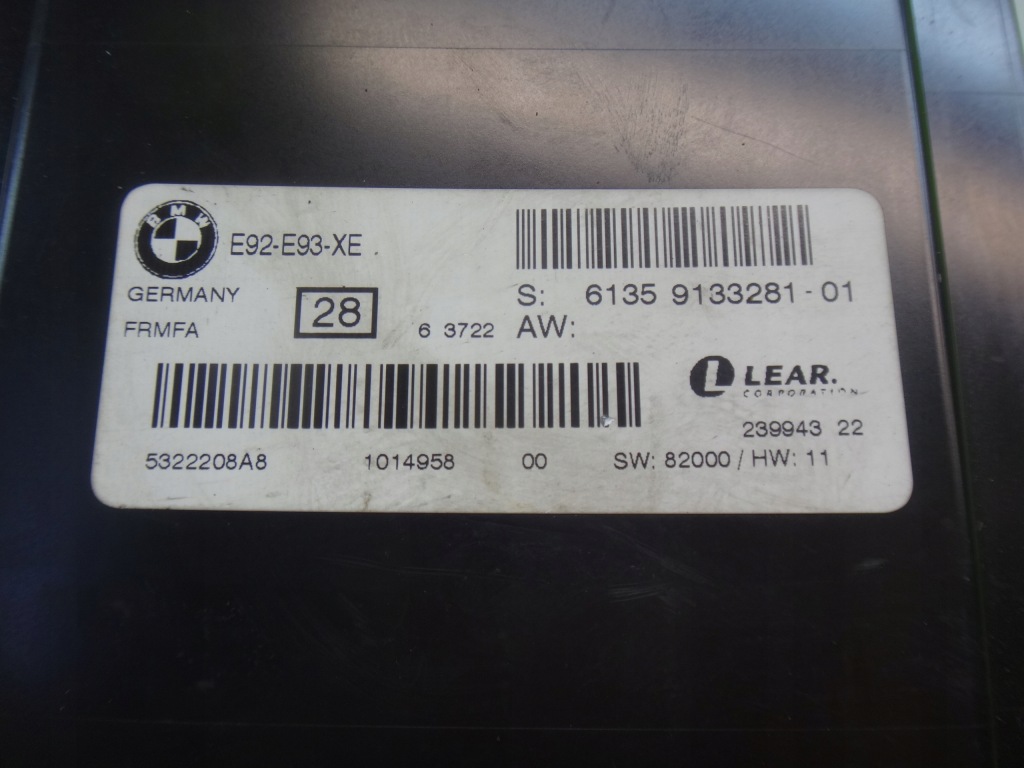 BMW
E92-E93-XE
GERMANY
FRMFA
28
6 3722
S: 6135 9133281-01
AW:
LEAR.
CORPORATION
239943 22
5322208A8 1014958 00 SW: 82000 / HW: 11